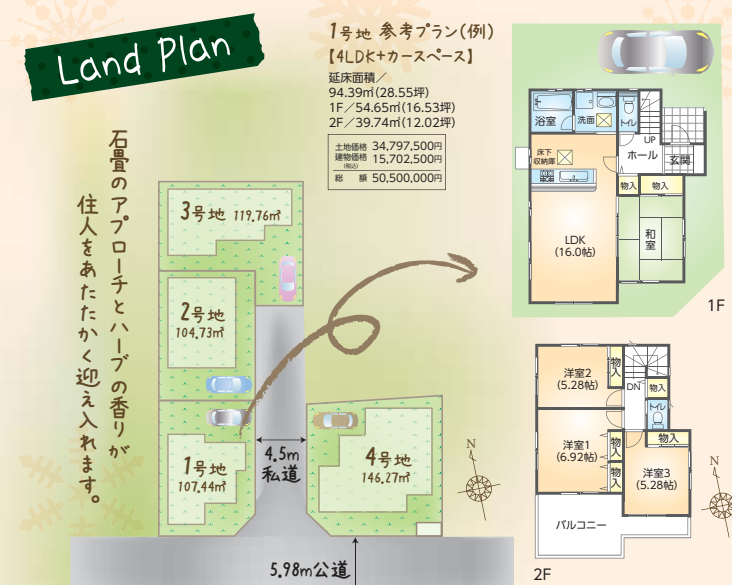 Land Plan
石畳のアプローチとハーブの香りが
住人をあたたかく迎え入れます。
1号地 参考プラン(例)
【4LDK+カースペース】
延床面積／
94.39㎡(28.55坪)
1F／54.65㎡(16.53坪)
2F／39.74㎡(12.02坪)
土地価格 34,797,500円
建物価格 15,702,500円
(税込)
総 額 50,500,000円
3号地 119.76㎡
2号地
104.73㎡
1号地
107.44㎡
4.5m
私道
4号地
146.27㎡
N
5.98m公道
浴室
洗面
トイレ
UP
ホール
玄関
床下
収納庫
物入
物入
LDK
(16.0帖)
和室
1F
洋室2
(5.28帖)
物入
DN
物入
トイレ
洋室1
(6.92帖)
物入
物入
物入
洋室3
(5.28帖)
バルコニー
N
2F